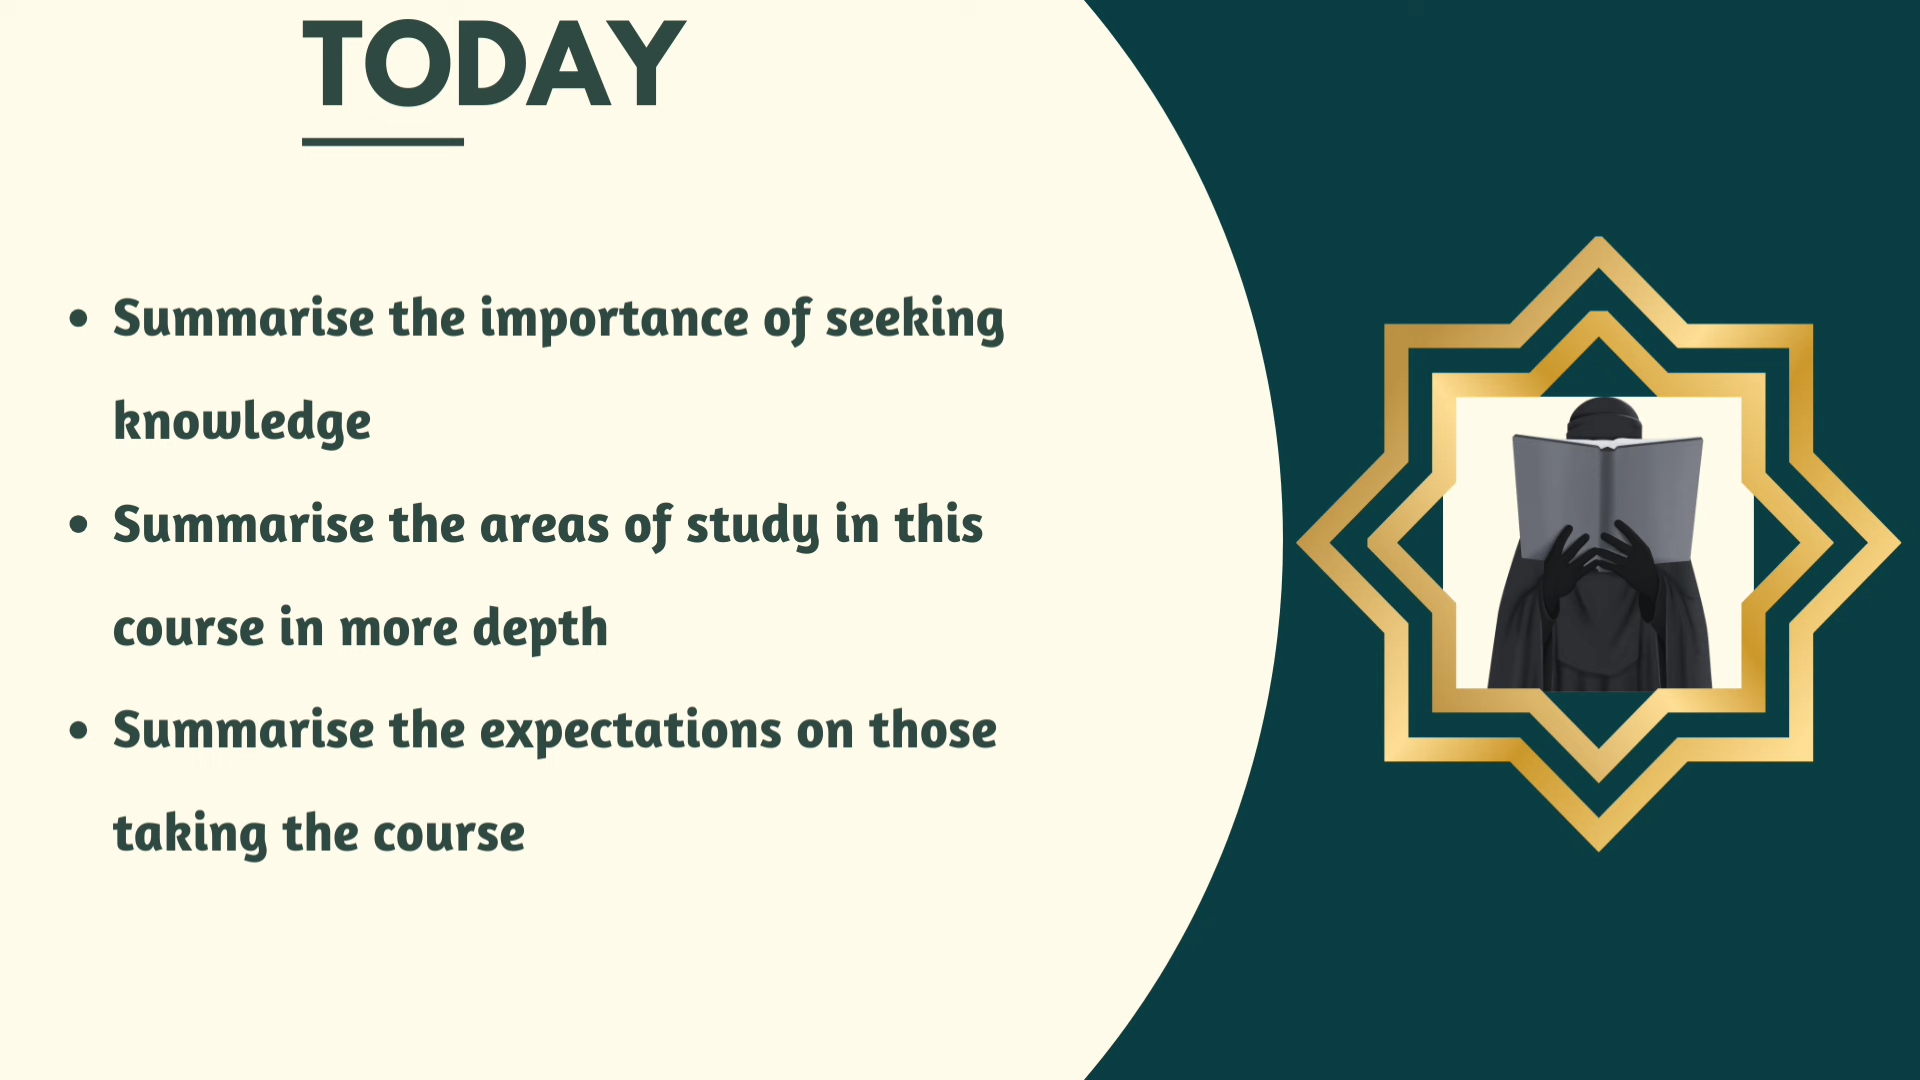 TODAY
• Summarise the importance of seeking
knowledge
• Summarise the areas of study in this
course in more depth
• Summarise the expectations on those
taking the course